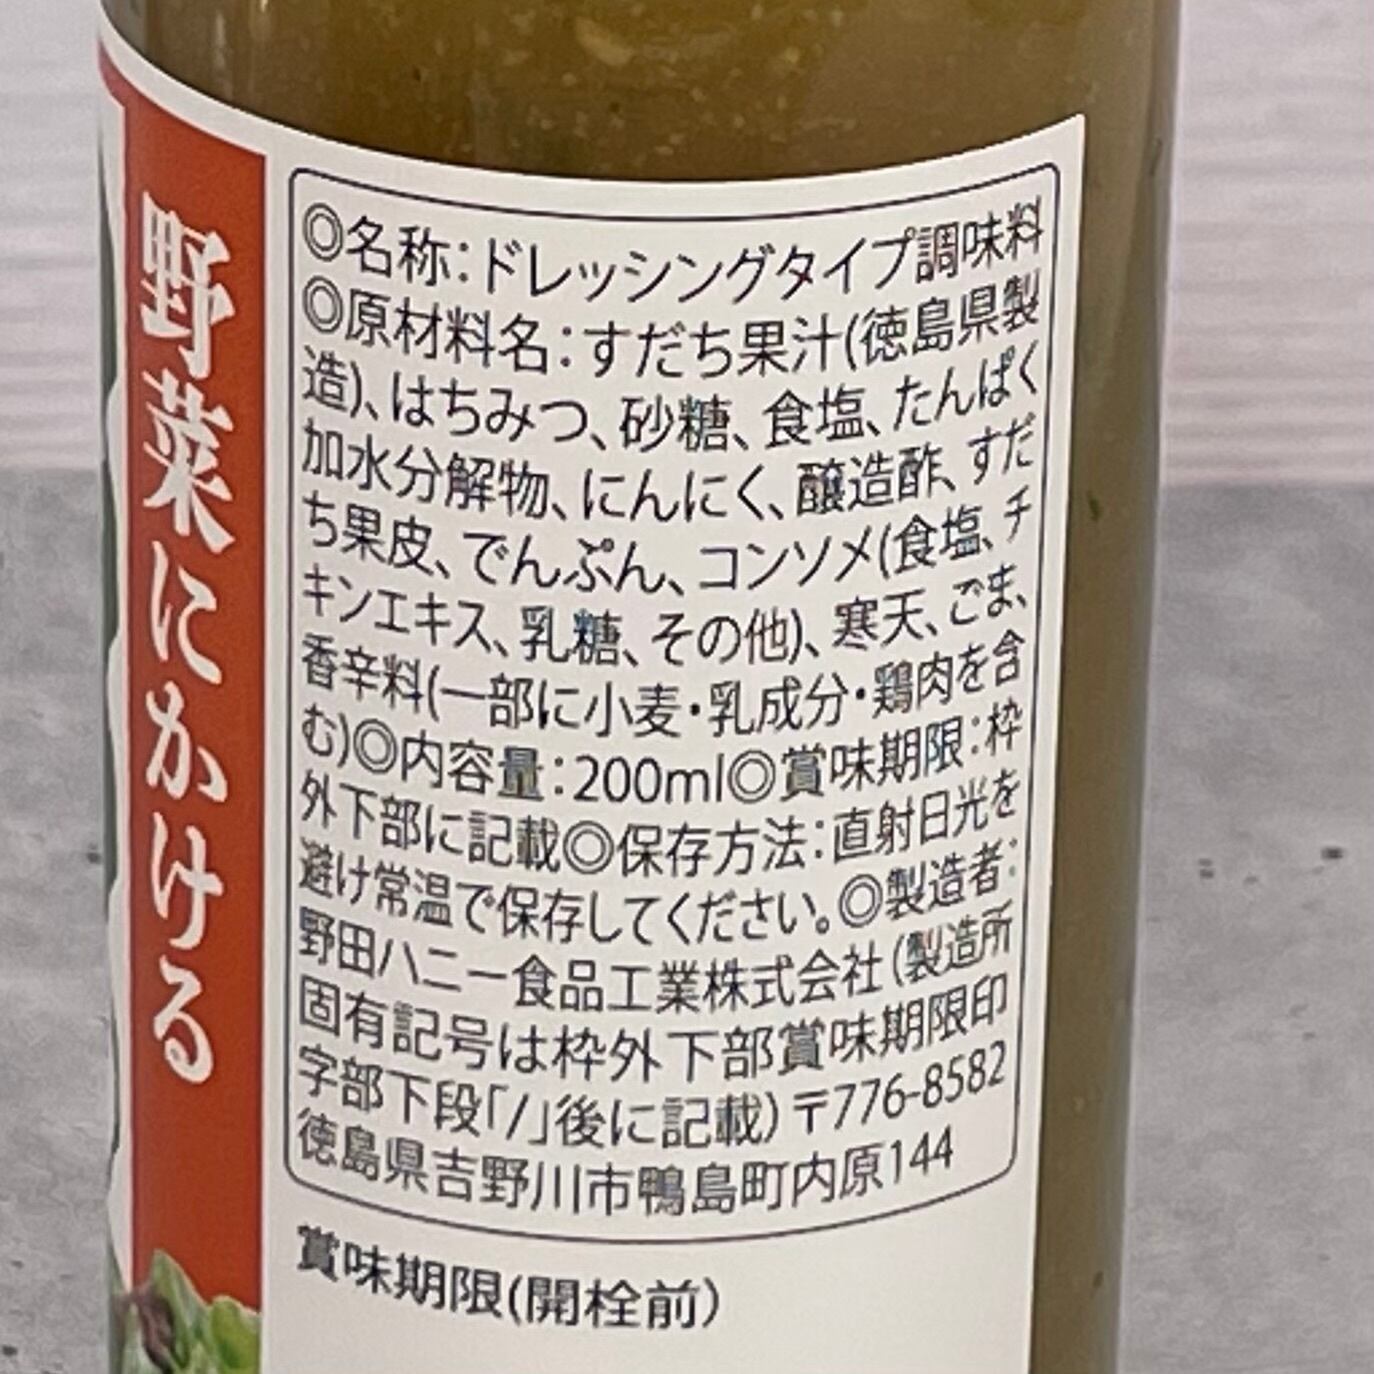 野菜にかける
◎名称：ドレッシングタイプ調味料
◎原材料名：すだち果汁(徳島県製
造)、はちみつ、砂糖、食塩、たんぱく
加水分解物、にんにく、醸造酢、すだ
ち果皮、でんぷん、コンソメ(食塩、チ
キンエキス、乳糖、その他)、寒天、ごま、
香辛料(一部に小麦・乳成分・鶏肉を含
む)◎内容量：200ml◎賞味期限：枠
外下部に記載◎保存方法：直射日光を
避け常温で保存してください。◎製造者：
野田ハニー食品工業株式会社(製造所
固有記号は枠外下部賞味期限印
字部下段「/」後に記載)〒776-8582
徳島県吉野川市鴨島町内原144
賞味期限(開栓前)